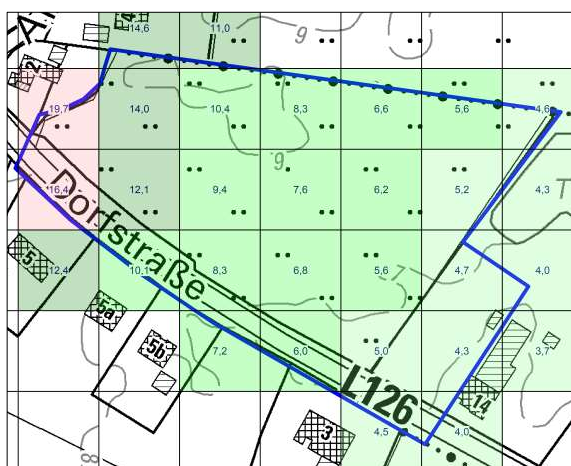 14,6 11,0
9
2
19,7 14,0 10,4 8,3 6,6 5,6 4,6
9
16,4 12,1 9,4 7,6 6,2 5,2 4,3
T
Dorfstraße
5 12,4 10,1 8,3 6,8 5,6 4,7 4,0
5a
5b 7,2 6,0 5,0 4,3 3,7
L126
14
3 4,5 4,0
8